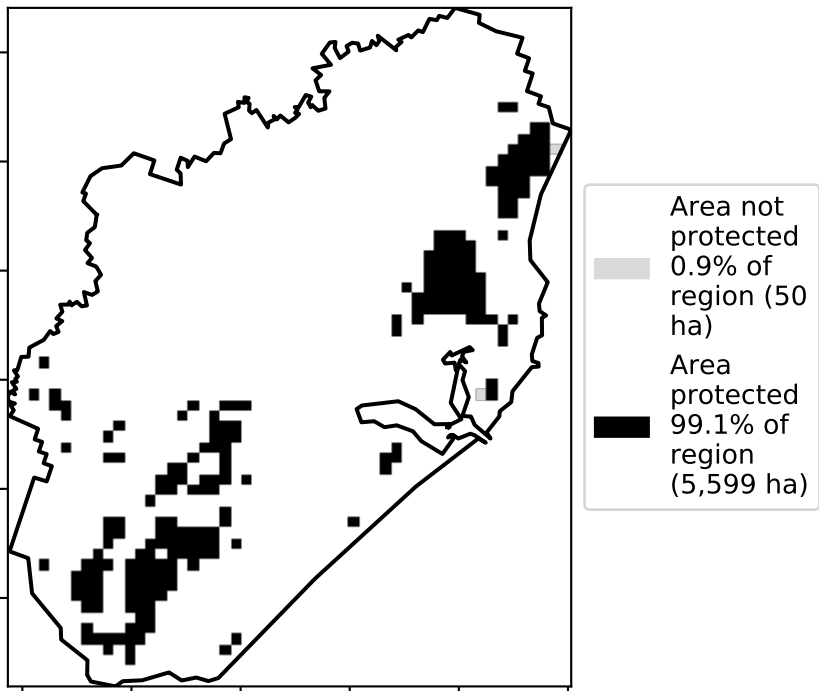 Area not
protected
0.9% of
region (50
ha)
Area
protected
99.1% of
region
(5,599 ha)